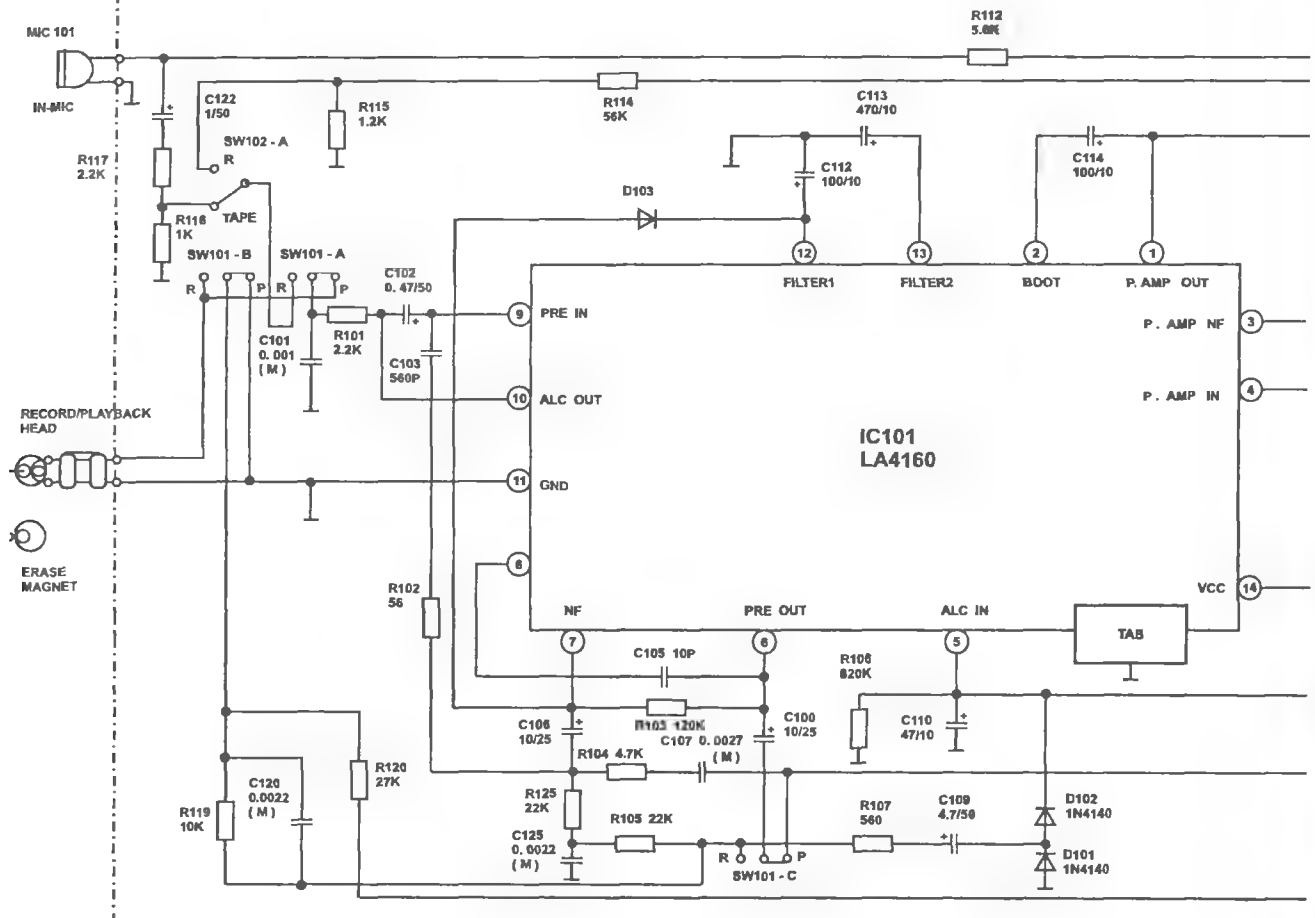 MIC 101
IN-MIC
R112
C122
1/50
R115
1.2K
R114
56K
C113
470/10
SW102 - A
R
R117
2.2K
C112
100/10
C114
100/10
D103
TAPE
R116
1K
SW101 - B
SW101 - A
R
P
R
P
C102
0. 47/50
12
13
2
1
FILTER1
FILTER2
BOOT
P. AMP OUT
9
PRE IN
P . AMP NF
3
C101
0. 001
( M )
R101
2.2K
C103
560P
10
ALC OUT
P . AMP IN
4
RECORD/PLAYBACK
HEAD
IC101
LA4160
11
GND
ERASE
MAGNET
8
R102
56
VCC
14
NF
PRE OUT
ALC IN
TAB
7
6
5
C105 10P
R106
820K
C106
10/25
120K
C100
10/25
C110
47/10
C107 0. 0027
( M )
R104 4.7K
R120
27K
C120
0.0022
( M )
R119
10K
R125
22K
R105 22K
C125
0. 0022
( M )
R107
560
C109
4.7/50
D102
1N4140
D101
1N4140
R
P
SW101 - C